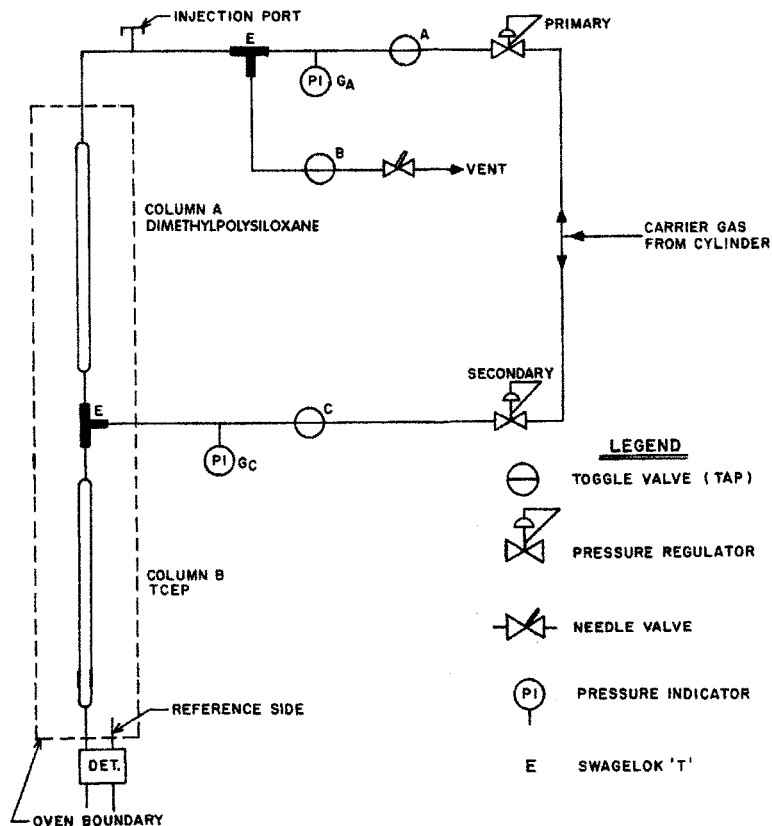 INJECTION PORT
PRIMARY
E
A
PI
GA
B
VENT
COLUMN A
DIMETHYLPOLYSILOXANE
CARRIER GAS
FROM CYLINDER
SECONDARY
E
C
PI
GC
LEGEND
TOGGLE VALVE (TAP)
PRESSURE REGULATOR
COLUMN B
TCEP
NEEDLE VALVE
PI
PRESSURE INDICATOR
REFERENCE SIDE
DET.
E
SWAGELOK 'T'
OVEN BOUNDARY